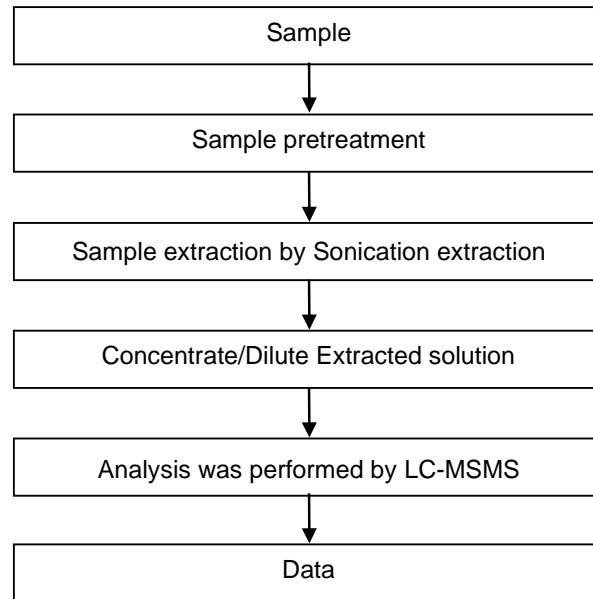 Sample
Sample pretreatment
Sample extraction by Sonication extraction
Concentrate/Dilute Extracted solution
Analysis was performed by LC-MSMS
Data